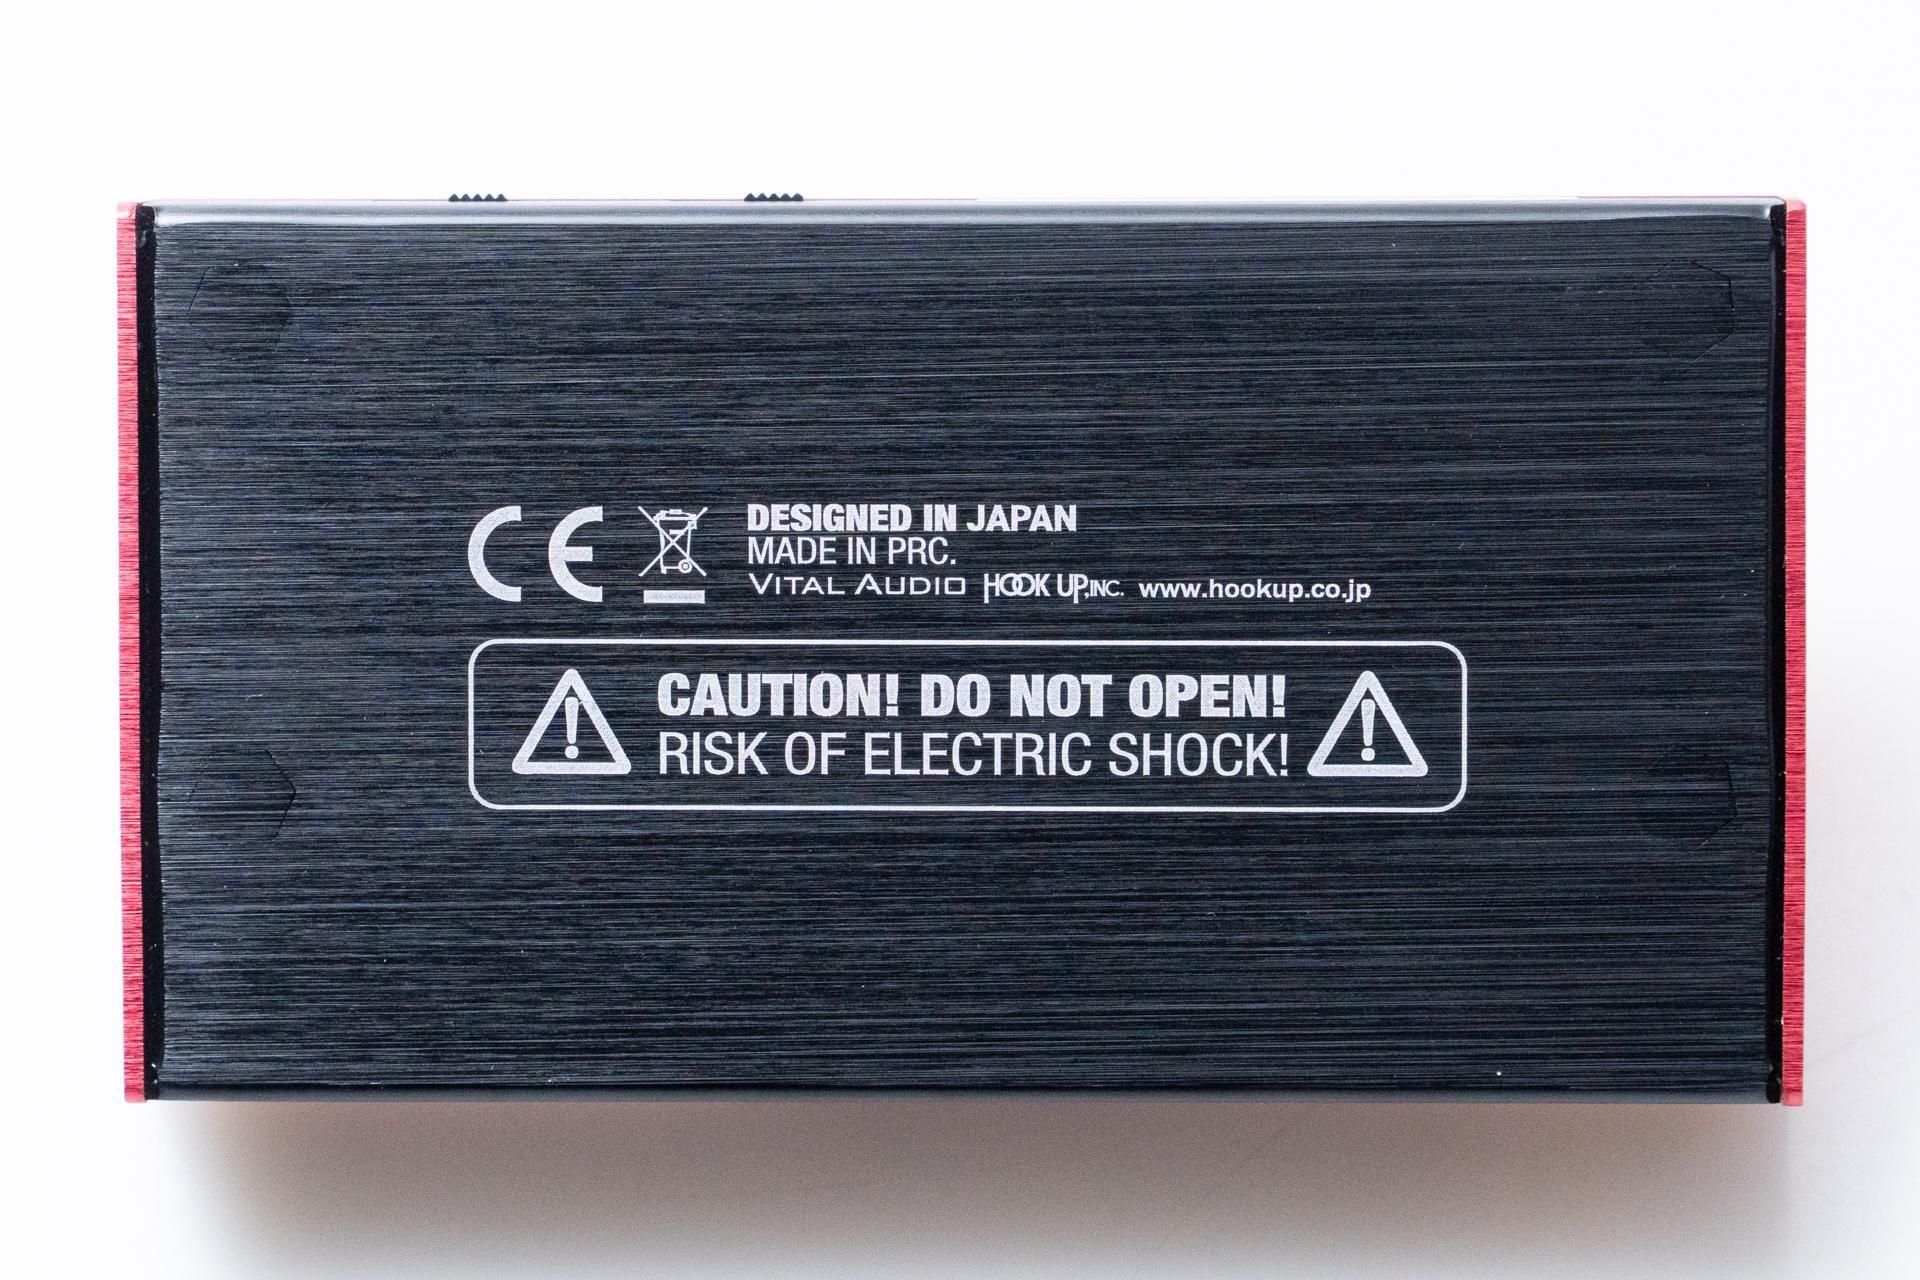 CE DESIGNED IN JAPAN
MADE IN PRC.
VITAL AUDIO HOOK UP,INC. www.hookup.co.jp
CAUTION! DO NOT OPEN!
RISK OF ELECTRIC SHOCK!